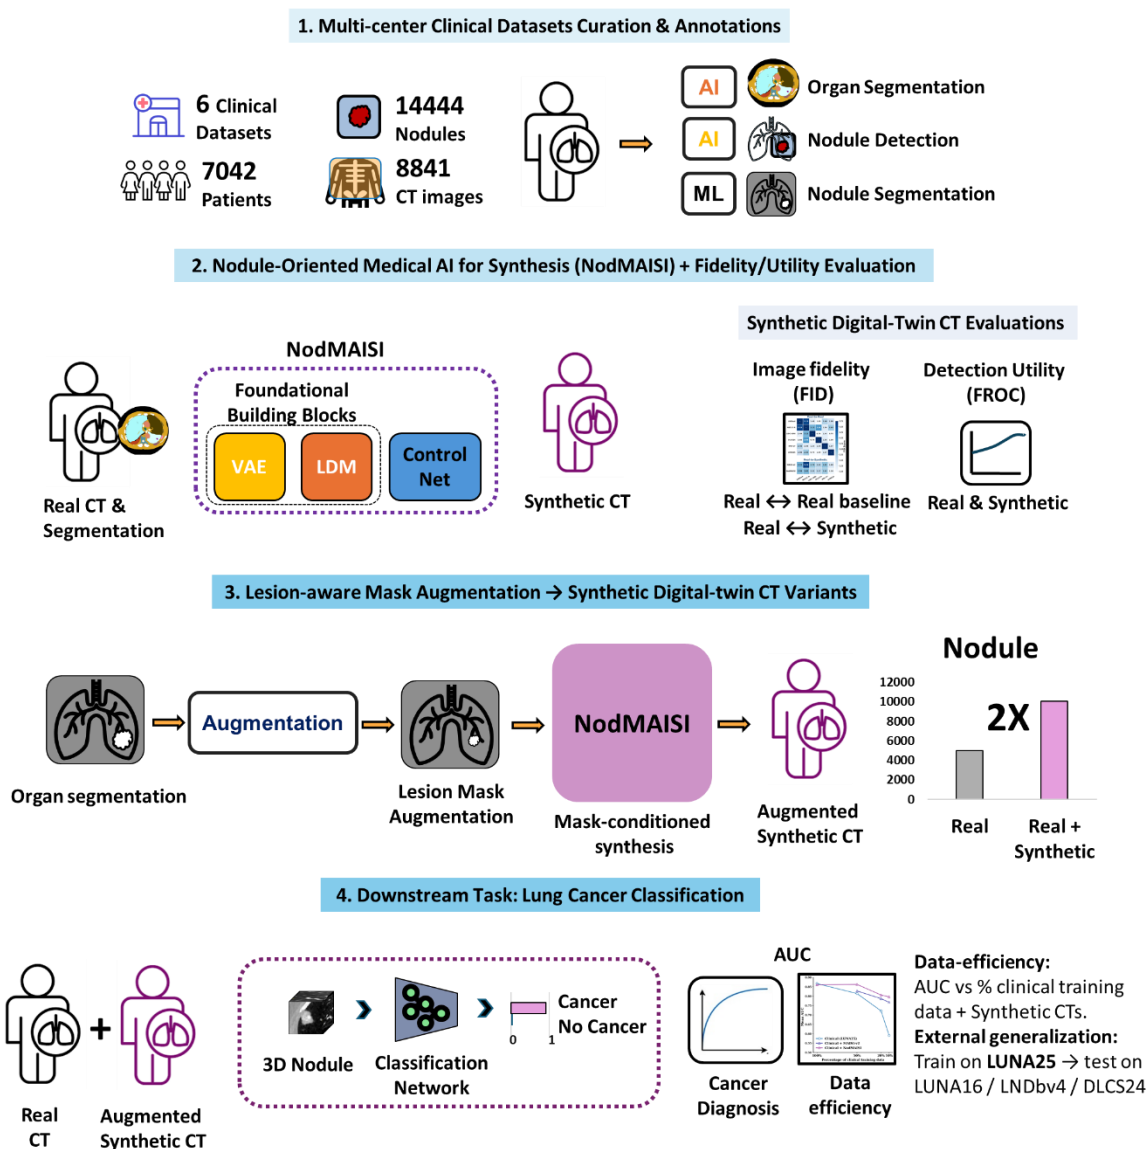 1. Multi-center Clinical Datasets Curation & Annotations
6 Clinical
Datasets
14444
Nodules
7042
Patients
8841
CT images
AI
Organ Segmentation
AI
Nodule Detection
ML
Nodule Segmentation
2. Nodule-Oriented Medical AI for Synthesis (NodMAISI) + Fidelity/Utility Evaluation
Synthetic Digital-Twin CT Evaluations
NodMAISI
Foundational
Building Blocks
VAE
LDM
Control
Net
Real CT &
Segmentation
Synthetic CT
Image fidelity
(FID)
Detection Utility
(FROC)
Real ↔ Real baseline
Real ↔ Synthetic
Real & Synthetic
3. Lesion-aware Mask Augmentation → Synthetic Digital-twin CT Variants
Organ segmentation
Augmentation
Lesion Mask
Augmentation
NodMAISI
Mask-conditioned
synthesis
Augmented
Synthetic CT
Nodule
12000
10000
8000
6000
4000
2000
0
2X
Real
Real +
Synthetic
4. Downstream Task: Lung Cancer Classification
Real
CT
+
Augmented
Synthetic CT
3D Nodule
Classification
Network
Cancer
No Cancer
0 1
AUC
Cancer
Diagnosis
Data
efficiency
Data-efficiency:
AUC vs % clinical training
data + Synthetic CTs.
External generalization:
Train on LUNA25 → test on
LUNA16 / LNDbv4 / DLCS24